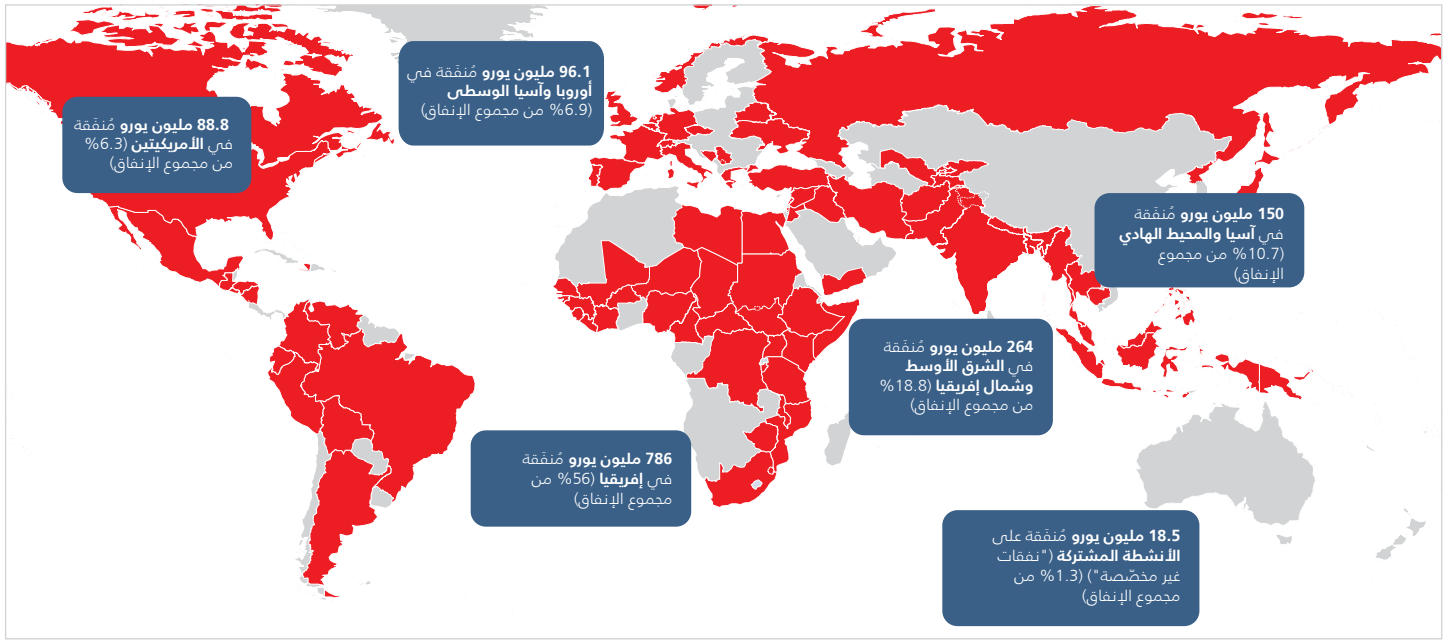 96.1 مليون يورو مُنفَقة في
أوروبا وآسيا الوسطى
(6.9% من مجموع الإنفاق)
88.8 مليون يورو مُنفَقة
في الأمريكيتين (6.3%
من مجموع الإنفاق)
150 مليون يورو مُنفَقة
في آسيا والمحيط الهادي
(10.7% من مجموع
الإنفاق)
264 مليون يورو مُنفَقة
في الشرق الأوسط
وشمال إفريقيا (18.8%
من مجموع الإنفاق)
786 مليون يورو مُنفَقة
في إفريقيا (56% من
مجموع الإنفاق)
18.5 مليون يورو مُنفَقة على
الأنشطة المشتركة ("نفقات
غير مخصّصة") (1.3% من
مجموع الإنفاق)